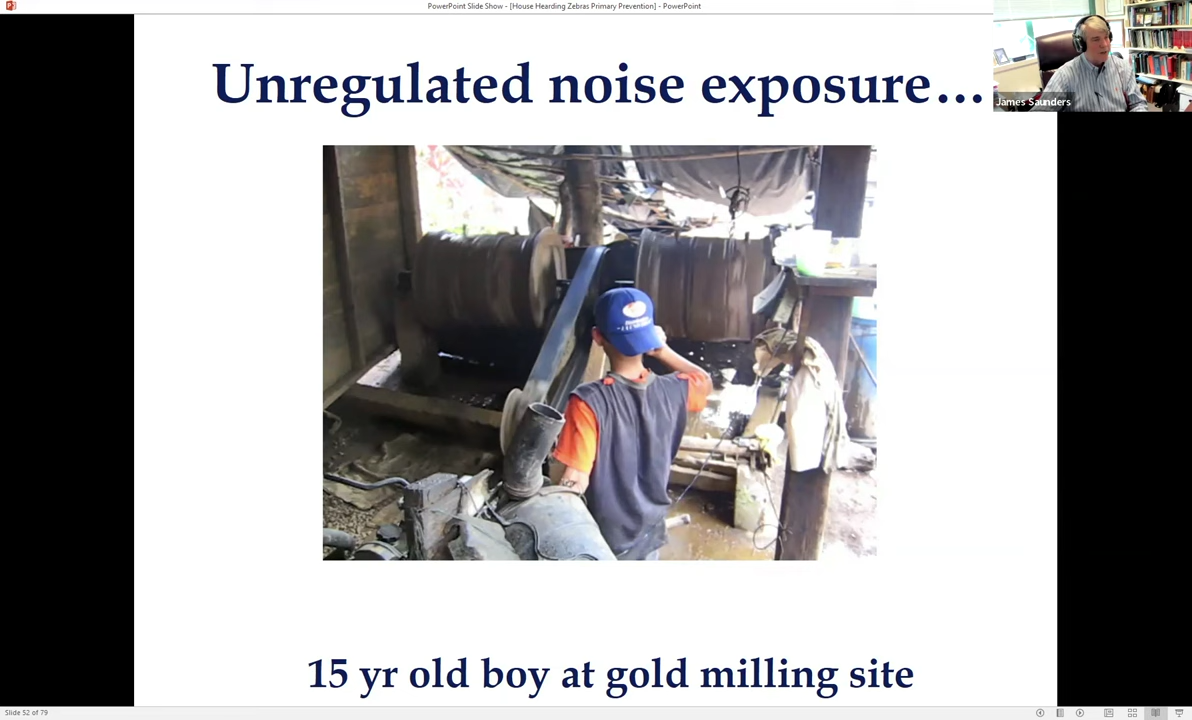 PowerPoint Slide Show - [House Hearding Zebras Primary Prevention] - PowerPoint
Unregulated noise exposure…
James Saunders
15 yr old boy at gold milling site
Slide 52 of 79